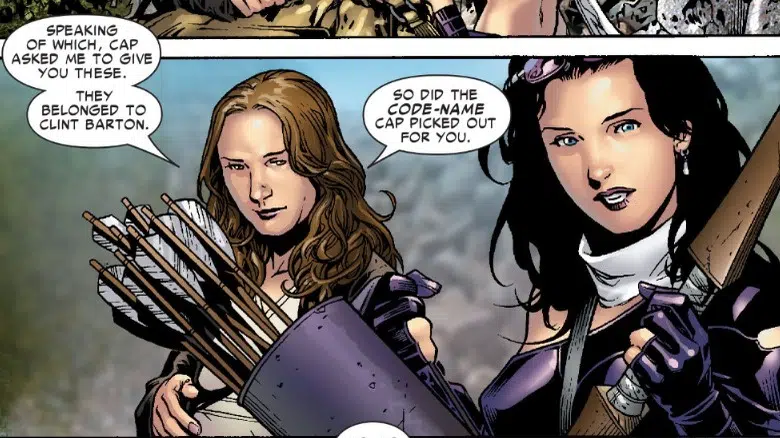 SPEAKING
OF WHICH, CAP
ASKED ME TO GIVE
YOU THESE.
THEY
BELONGED TO
CLINT BARTON.
SO DID THE
CODE-NAME
CAP PICKED OUT
FOR YOU.